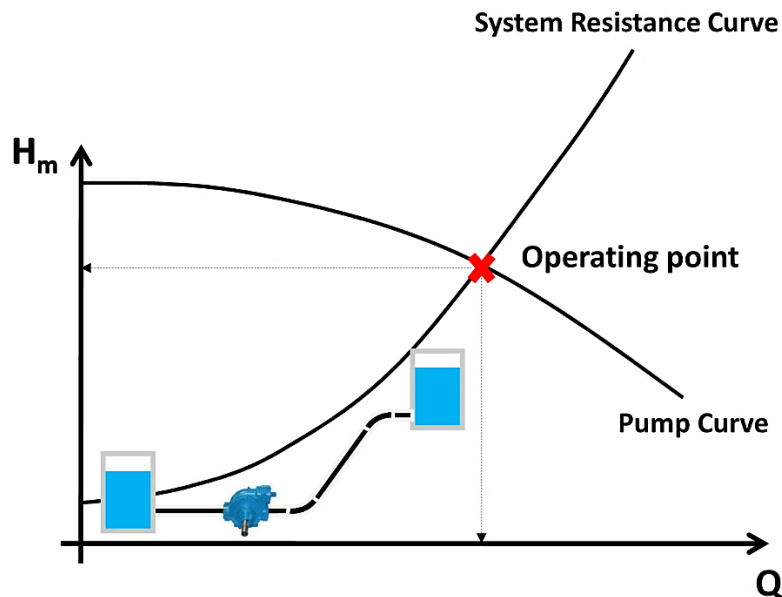 System Resistance Curve
Hm
Operating point
Pump Curve
Q